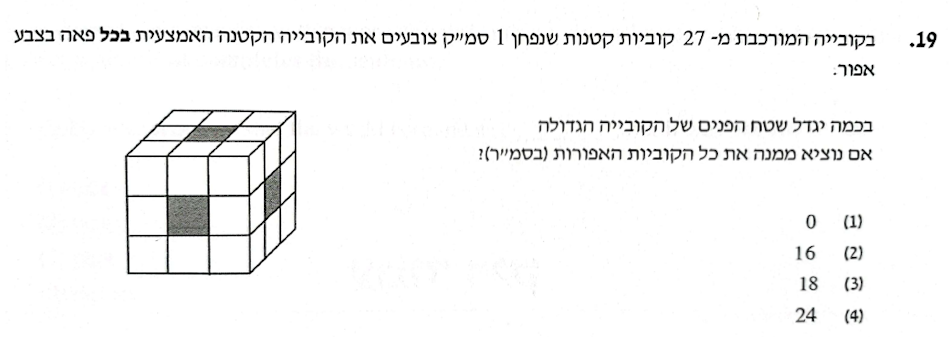 19. בקובייה המורכבת מ- 27 קוביות קטנות שנפחן 1 סמ״ק צובעים את הקובייה הקטנה האמצעית בכל פאה בצבע
אפור.
בכמה יגדל שטח הפנים של הקובייה הגדולה
אם נוציא ממנה את כל הקוביות האפורות (בסמ״ר)?
(1) 0
(2) 16
(3) 18
(4) 24